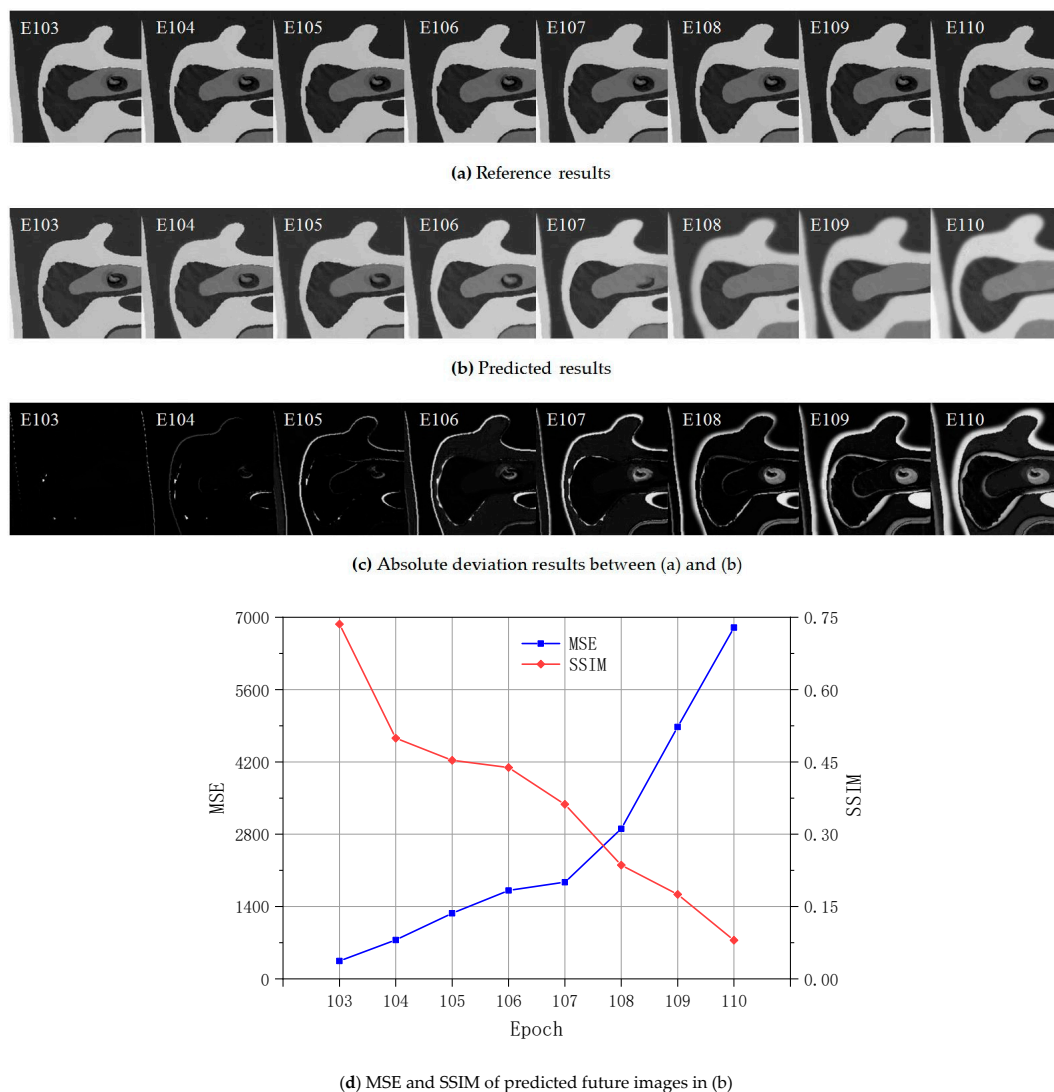 E103 E104 E105 E106 E107 E108 E109 E110
(a) Reference results
E103 E104 E105 E106 E107 E108 E109 E110
(b) Predicted results
E103 E104 E105 E106 E107 E108 E109 E110
(c) Absolute deviation results between (a) and (b)
7000 0.75
MSE
SSIM
5600 0.60
4200 0.45
MSE SSIM
2800 0.30
1400 0.15
0 0.00
103 104 105 106 107 108 109 110
Epoch
(d) MSE and SSIM of predicted future images in (b)